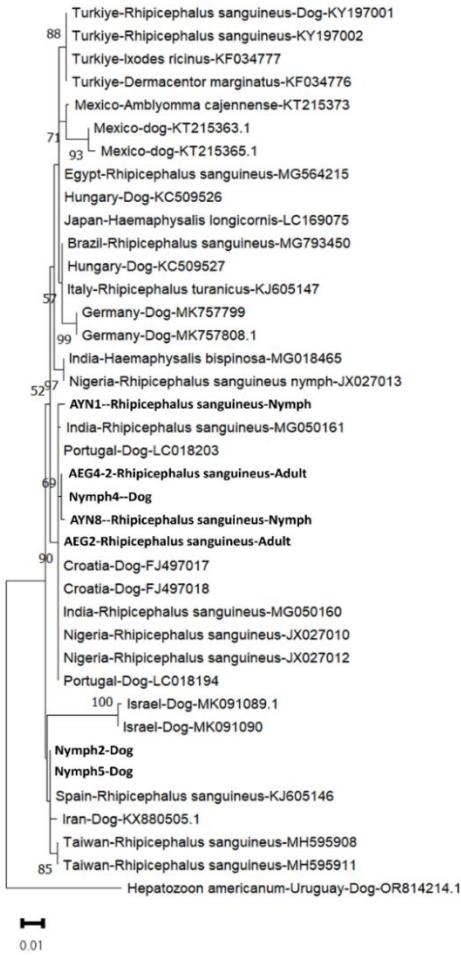 Turkiye-Rhipicephalus sanguineus-Dog-KY197001
88
Turkiye-Rhipicephalus sanguineus-KY197002
Turkiye-Ixodes ricinus-KF034777
Turkiye-Dermacentor marginatus-KF034776
Mexico-Amblyomma cajennense-KT215373
71
Mexico-dog-KT215363.1
93
Mexico-dog-KT215365.1
Egypt-Rhipicephalus sanguineus-MG564215
Hungary-Dog-KC509526
Japan-Haemaphysalis longicornis-LC169075
Brazil-Rhipicephalus sanguineus-MG793450
Hungary-Dog-KC509527
Italy-Rhipicephalus turanicus-KJ605147
57
Germany-Dog-MK757799
99
Germany-Dog-MK757808.1
India-Haemaphysalis bispinosa-MG018465
Nigeria-Rhipicephalus sanguineus nymph-JX027013
52
97
AYN1--Rhipicephalus sanguineus-Nymph
India-Rhipicephalus sanguineus-MG050161
Portugal-Dog-LC018203
AEG4-2-Rhipicephalus sanguineus-Adult
69
Nymph4--Dog
AYN8--Rhipicephalus sanguineus-Nymph
AEG2-Rhipicephalus sanguineus-Adult
90
Croatia-Dog-FJ497017
Croatia-Dog-FJ497018
India-Rhipicephalus sanguineus-MG050160
Nigeria-Rhipicephalus sanguineus-JX027010
Nigeria-Rhipicephalus sanguineus-JX027012
Portugal-Dog-LC018194
100
Israel-Dog-MK091089.1
Israel-Dog-MK091090
Nymph2-Dog
Nymph5-Dog
Spain-Rhipicephalus sanguineus-KJ605146
Iran-Dog-KX880505.1
Taiwan-Rhipicephalus sanguineus-MH595908
Taiwan-Rhipicephalus sanguineus-MH595911
85
Hepatozoon americanum-Uruguay-Dog-OR814214.1
0.01